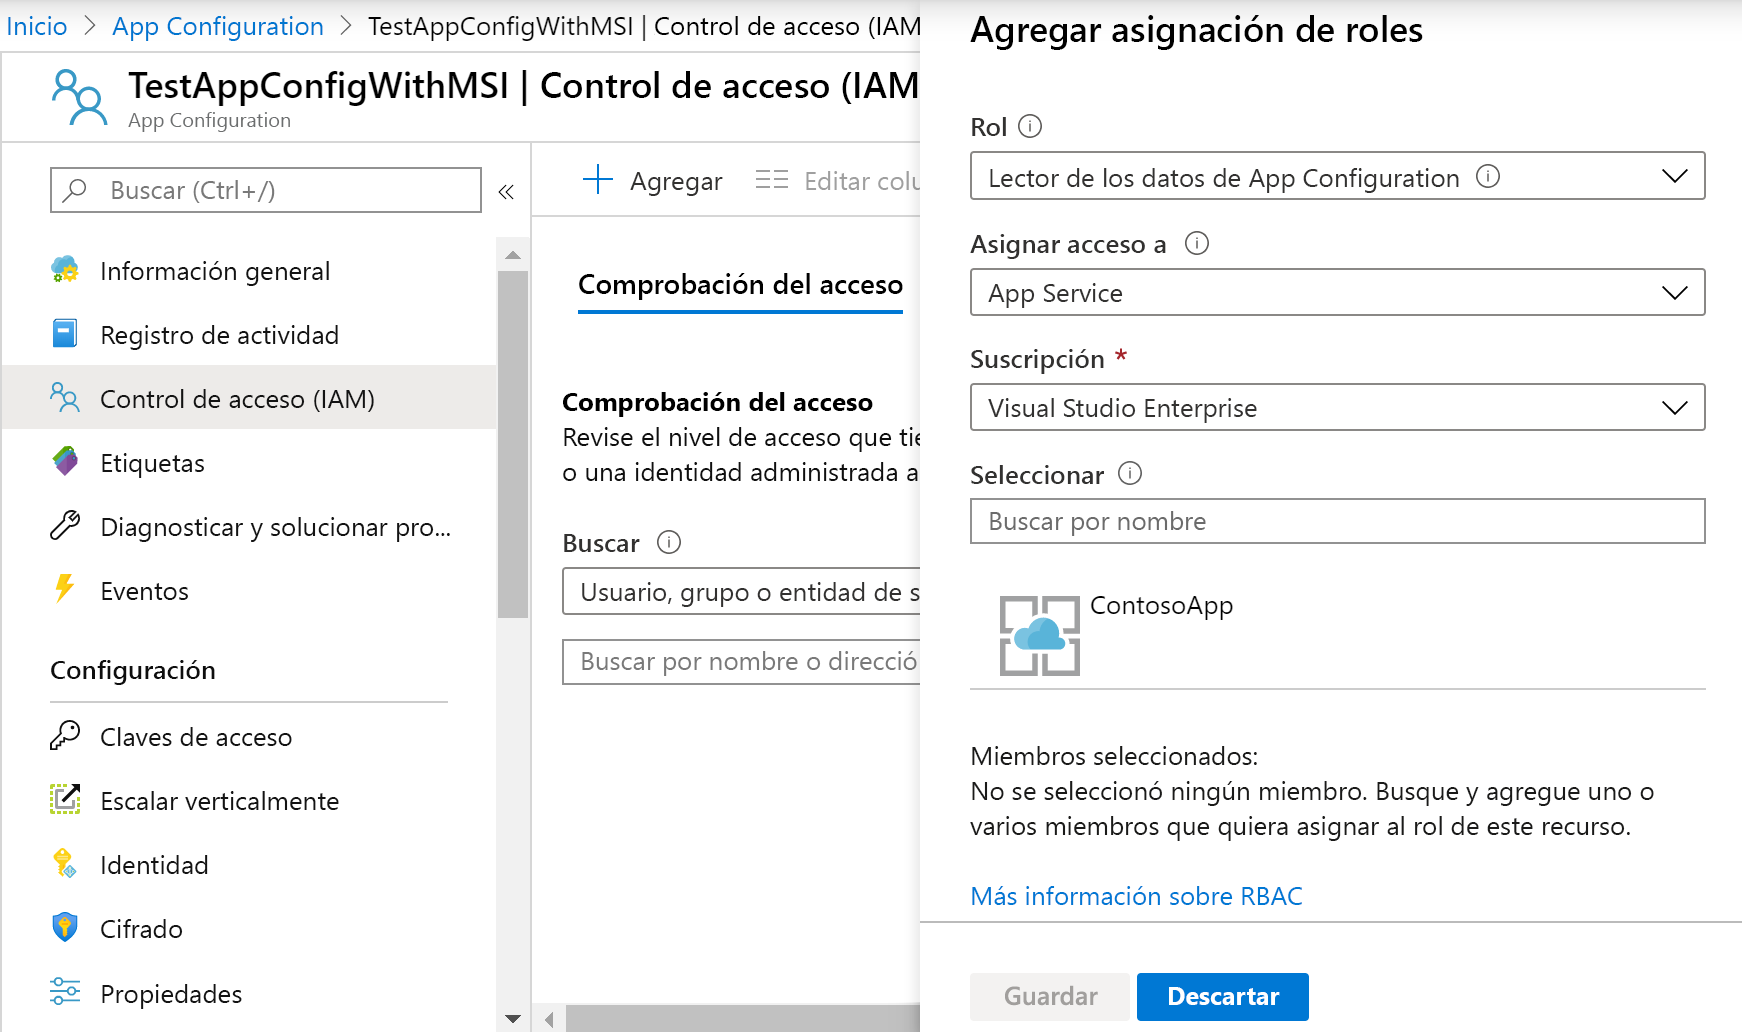 Inicio > App Configuration > TestAppConfigWithMSI | Control de acceso (IAM
TestAppConfigWithMSI | Control de acceso (IAM
App Configuration
Buscar (Ctrl+/)
«
Información general
Registro de actividad
Control de acceso (IAM)
Etiquetas
Diagnosticar y solucionar pro...
Eventos
Configuración
Claves de acceso
Escalar verticalmente
Identidad
Cifrado
Propiedades
Agregar
Editar colu
Comprobación del acceso
Comprobación del acceso
Revise el nivel de acceso que tie
o una identidad administrada a
Buscar
Usuario, grupo o entidad de s
Buscar por nombre o direcció
Agregar asignación de roles
Rol
Lector de los datos de App Configuration
Asignar acceso a
App Service
Suscripción *
Visual Studio Enterprise
Seleccionar
Buscar por nombre
ContosoApp
Miembros seleccionados:
No se seleccionó ningún miembro. Busque y agregue uno o
varios miembros que quiera asignar al rol de este recurso.
Más información sobre RBAC
Guardar
Descartar